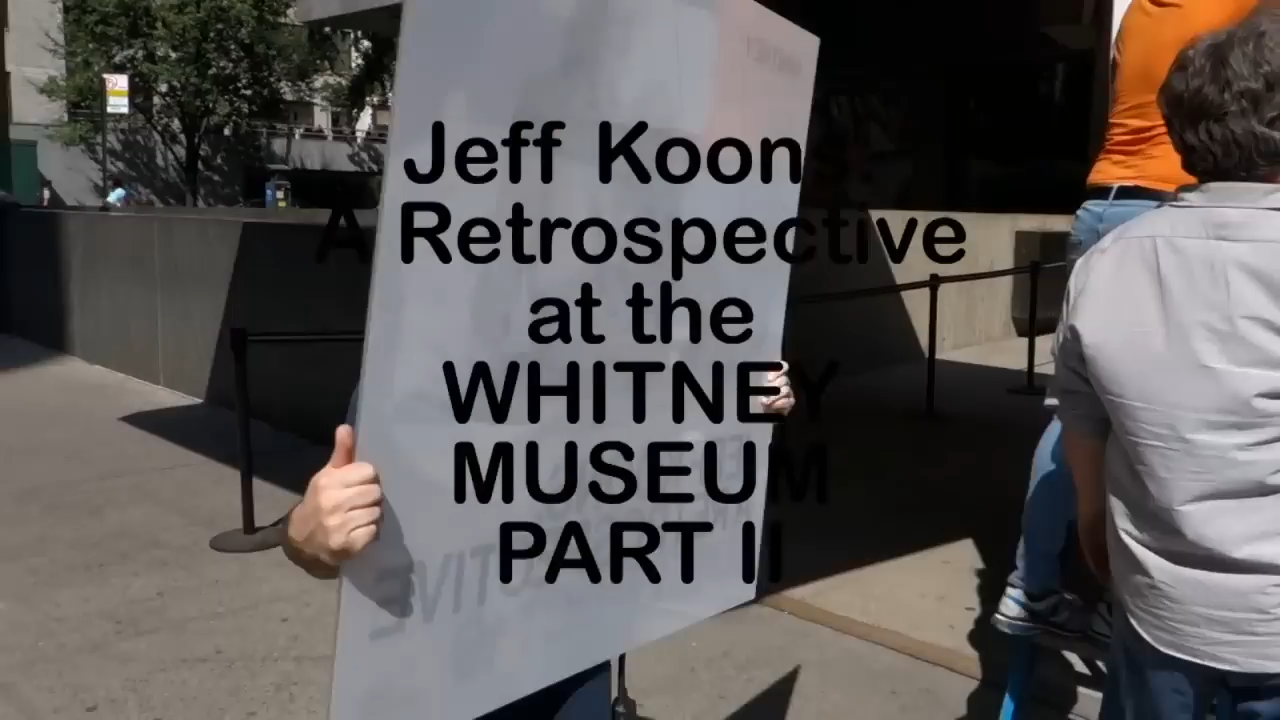 Jeff Koons:
A Retrospective
at the
WHITNEY
MUSEUM
PART II